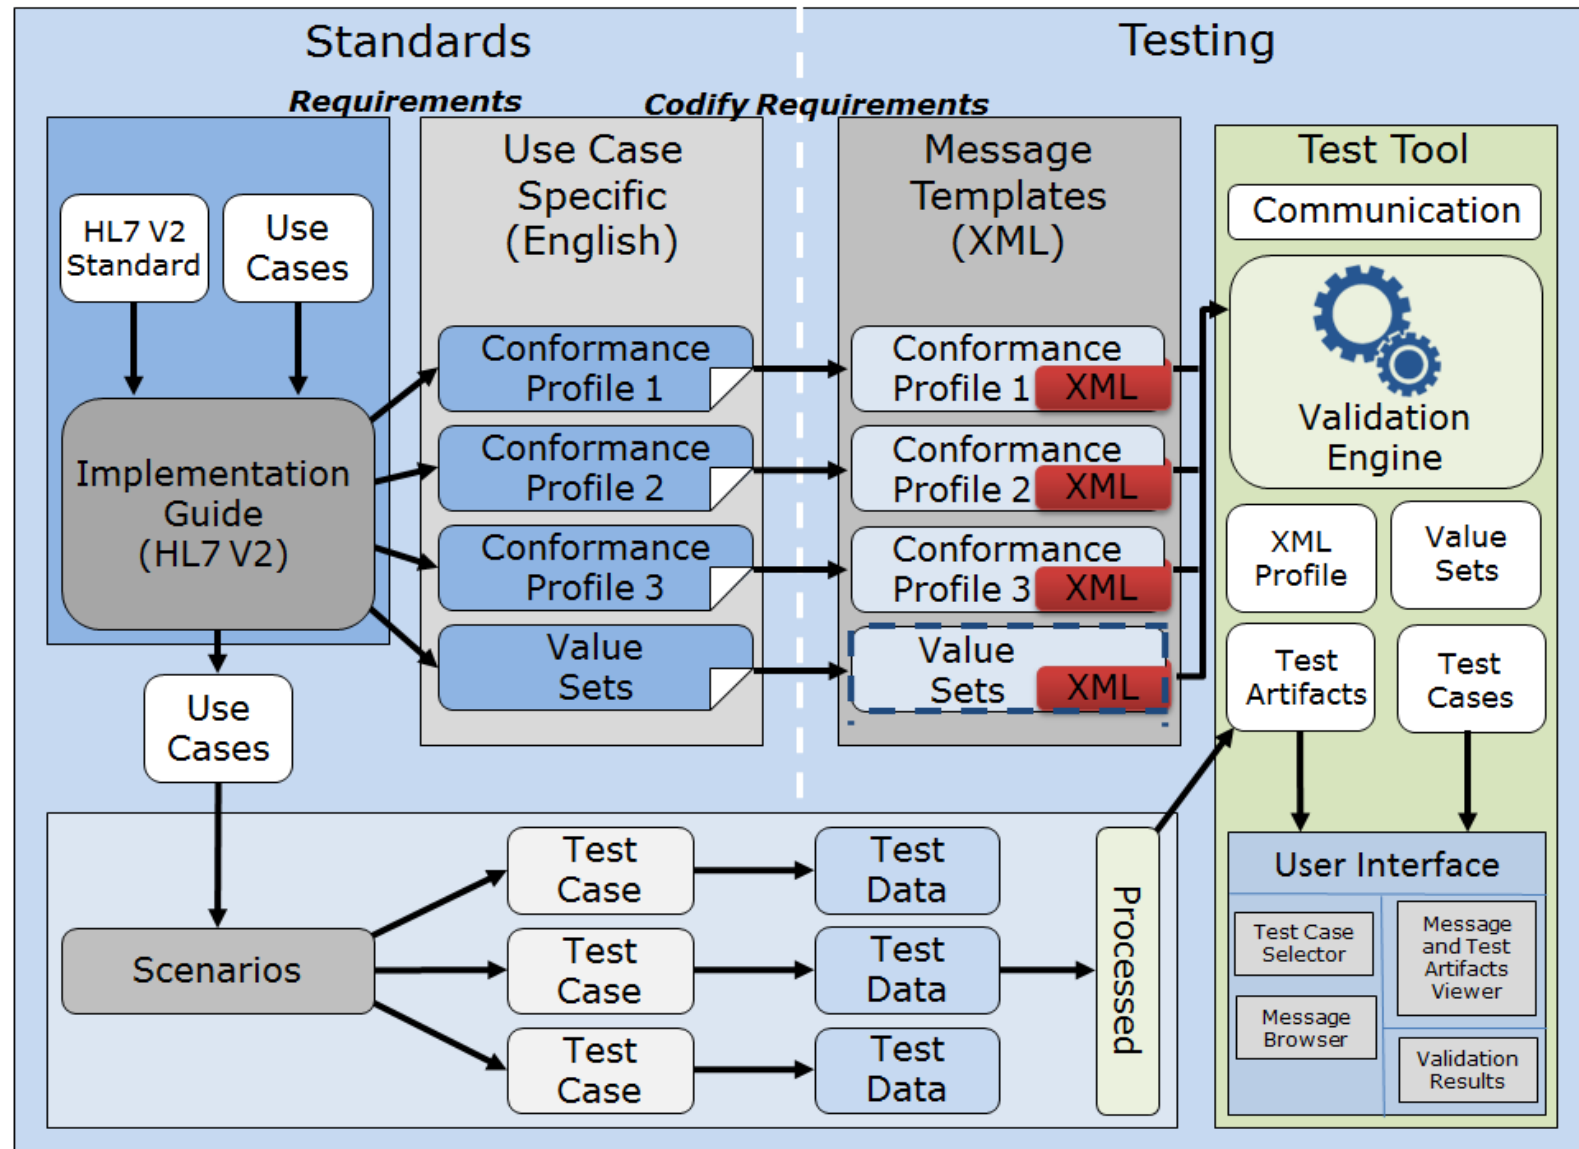 Standards
Testing
Requirements
Codify Requirements
HL7 V2
Standard
Use
Cases
Implementation
Guide
(HL7 V2)
Use
Cases
Use Case
Specific
(English)
Conformance
Profile 1
Conformance
Profile 2
Conformance
Profile 3
Value
Sets
Message
Templates
(XML)
Conformance
Profile 1
XML
Conformance
Profile 2
XML
Conformance
Profile 3
XML
Value
Sets
XML
Test Tool
Communication
Validation
Engine
XML
Profile
Value
Sets
Test
Artifacts
Test
Cases
User Interface
Test Case
Selector
Message
Browser
Message
and Test
Artifacts
Viewer
Validation
Results
Scenarios
Test
Case
Test
Data
Test
Case
Test
Data
Test
Case
Test
Data
Processed